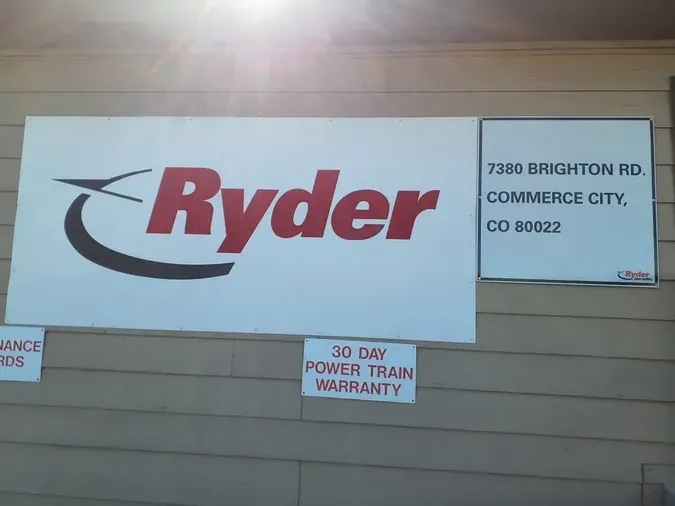 Ryder
7380 BRIGHTON RD.
COMMERCE CITY,
CO 80022
Ryder
NANCE
RDS
30 DAY
POWER TRAIN
WARRANTY